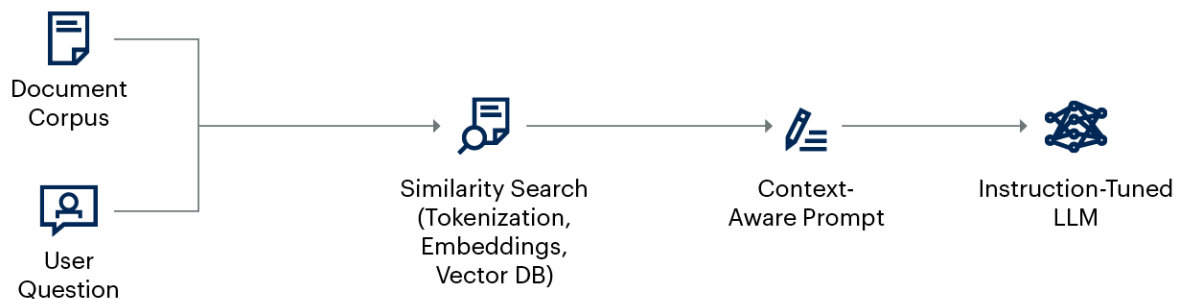 Document
Corpus
User
Question
Similarity Search
(Tokenization,
Embeddings,
Vector DB)
Context-
Aware Prompt
Instruction-Tuned
LLM